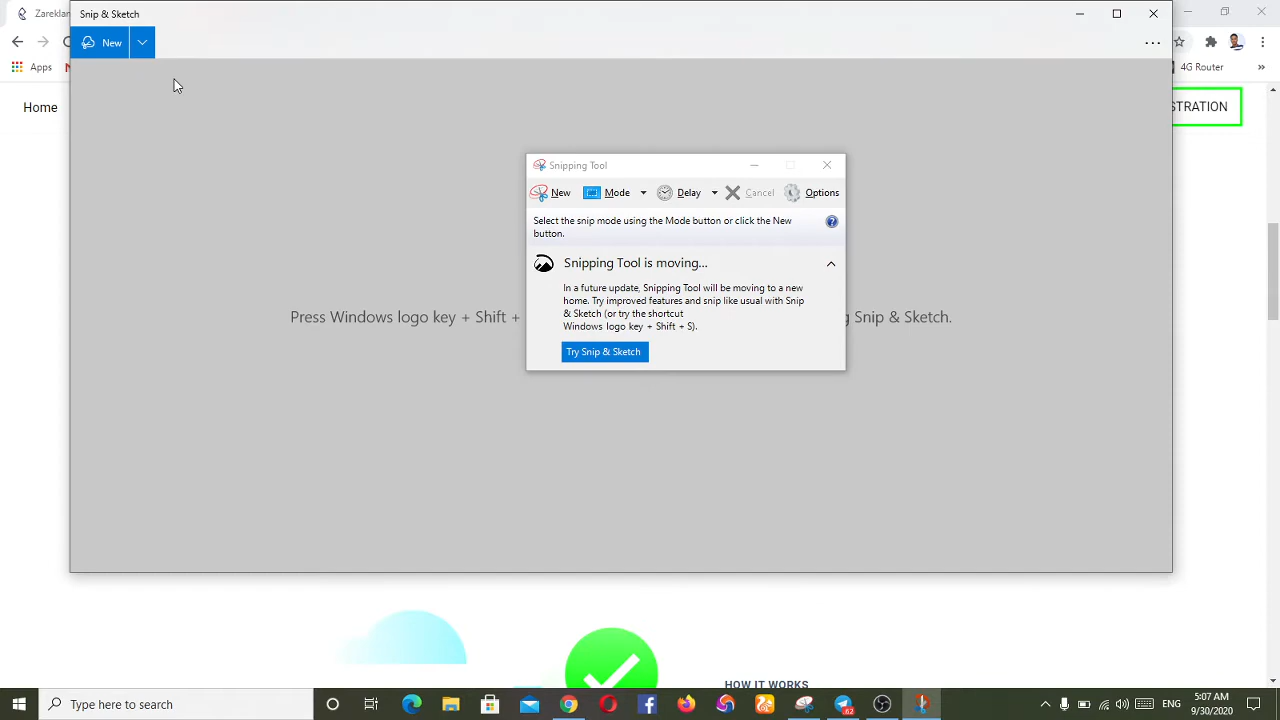 Zareklan
Snip & Sketch
New
Apps
4G Router
»
Home
STRATION
Snipping Tool
New
Mode
Delay
Cancel
Options
Select the snip mode using the Mode button or click the New
button.
Snipping Tool is moving...
In a future update, Snipping Tool will be moving to a new
home. Try improved features and snip like usual with Snip
& Sketch (or try the shortcut
Windows logo key + Shift + S).
Try Snip & Sketch
Press Windows logo key + Shift +
g Snip & Sketch.
HOW IT WORKS
Type here to search
62
ENG
5:07 AM
9/30/2020